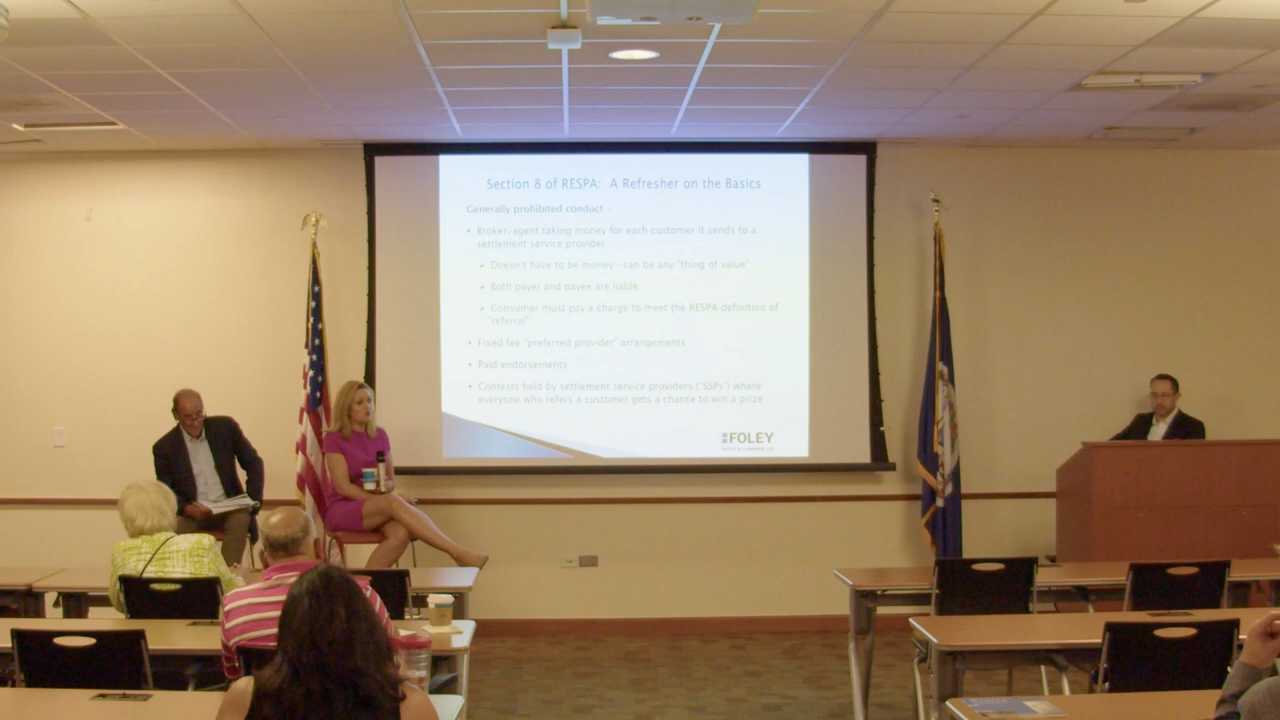 Section 8 of RESPA: A Refresher on the Basics
Generally prohibited conduct –
• Broker/agent taking money for each customer it sends to a
settlement service provider
➢ Doesn't have to be money—can be any "thing of value"
➢ Both payer and payee are liable
➢ Consumer must pay a charge to meet the RESPA definition of
"referral"
• Fixed fee "preferred provider" arrangements
• Paid endorsements
• Contests held by settlement service providers ("SSPs") where
everyone who refers a customer gets a chance to win a prize
FOLEY
FOLEY & LARDNER LLP